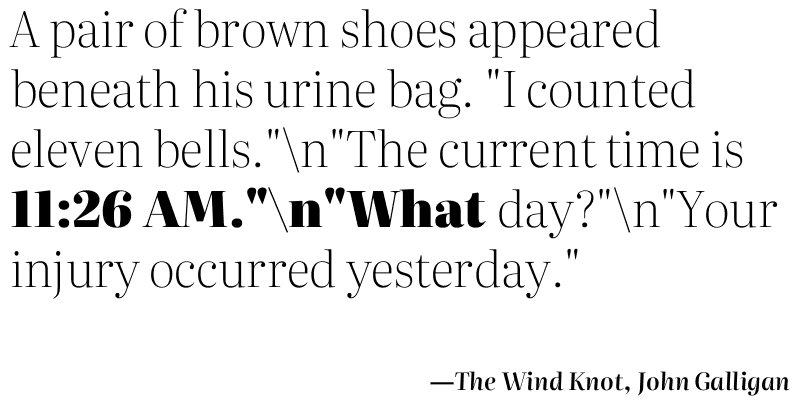 A pair of brown shoes appeared
beneath his urine bag. "I counted
eleven bells."\n"The current time is
11:26 AM."\n"What day?"\n"Your
injury occurred yesterday."
—The Wind Knot, John Galligan